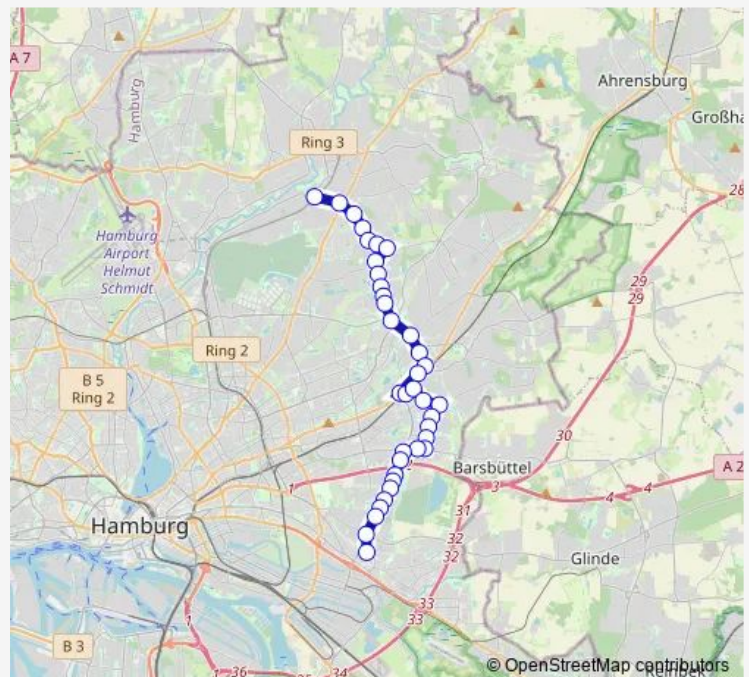 A 7
Hamburg
Ahrensburg
Großha
Ring 3
28
Hamburg
Airport
Helmut
Schmidt
29
29
Ring 2
B 5
Ring 2
30
Barsbüttel
A 2
1
3
4
4
31
Hamburg
32
32
Glinde
1
33
33
B 3
1
36
35
34
© OpenStreetMap contributors